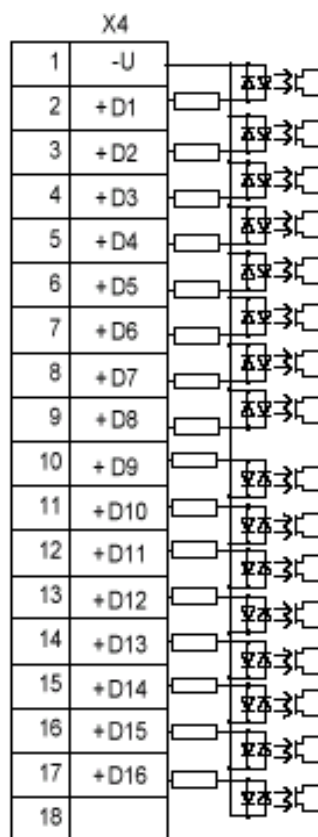 X4
1 -U
2 +D1
3 +D2
4 +D3
5 +D4
6 +D5
7 +D6
8 +D7
9 +D8
10 +D9
11 +D10
12 +D11
13 +D12
14 +D13
15 +D14
16 +D15
17 +D16
18